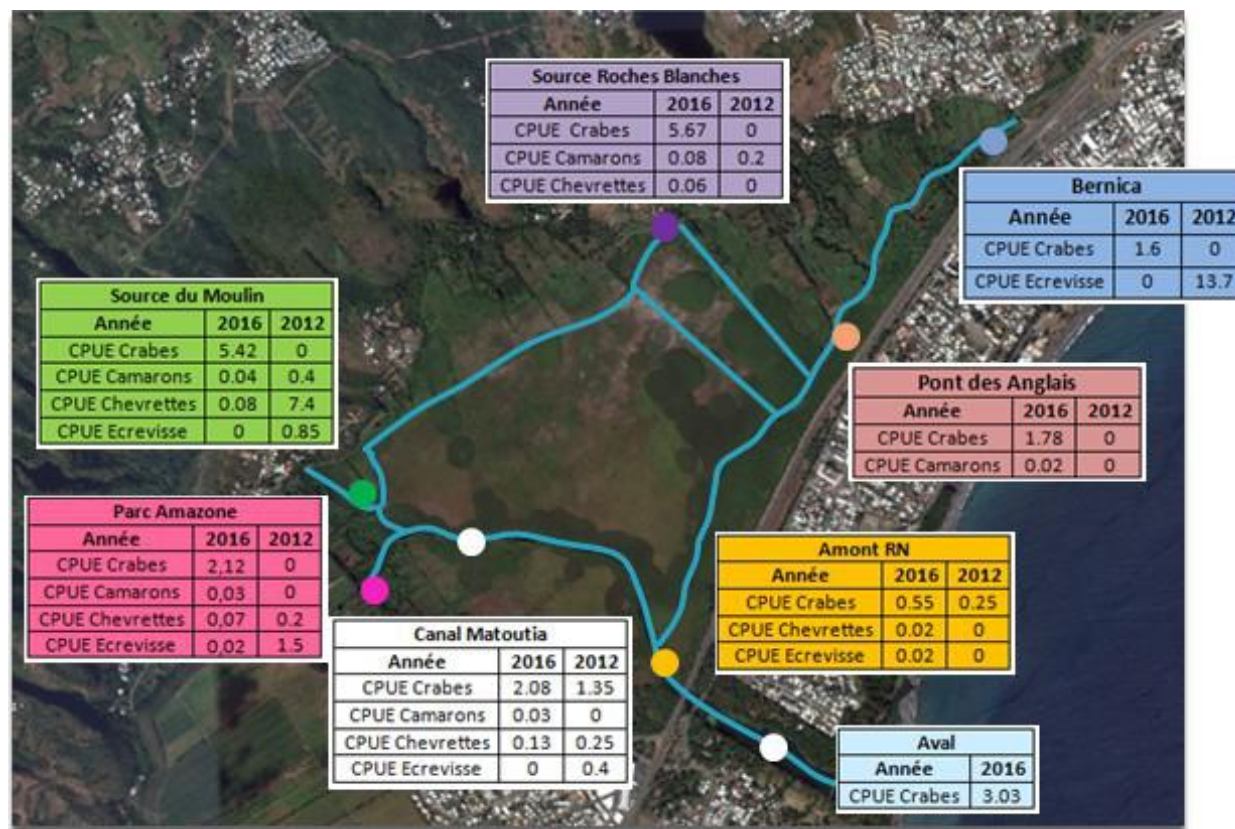 Source Roches Blanches
Année 2016 2012
CPUE Crabes 5.67 0
CPUE Camarons 0.08 0.2
CPUE Chevrettes 0.06 0
Bernica
Année 2016 2012
CPUE Crabes 1.6 0
CPUE Ecrevisse 0 13.7
Source du Moulin
Année 2016 2012
CPUE Crabes 5.42 0
CPUE Camarons 0.04 0.4
CPUE Chevrettes 0.08 7.4
CPUE Ecrevisse 0 0.85
Pont des Anglais
Année 2016 2012
CPUE Crabes 1.78 0
CPUE Camarons 0.02 0
Parc Amazone
Année 2016 2012
CPUE Crabes 2,12 0
CPUE Camarons 0,03 0
CPUE Chevrettes 0,07 0.2
CPUE Ecrevisse 0,02 1.5
Amont RN
Année 2016 2012
CPUE Crabes 0.55 0.25
CPUE Chevrettes 0.02 0
CPUE Ecrevisse 0.02 0
Canal Matoutia
Année 2016 2012
CPUE Crabes 2.08 1.35
CPUE Camarons 0.03 0
CPUE Chevrettes 0.13 0.25
CPUE Ecrevisse 0 0.4
Aval
Année 2016
CPUE Crabes 3.03